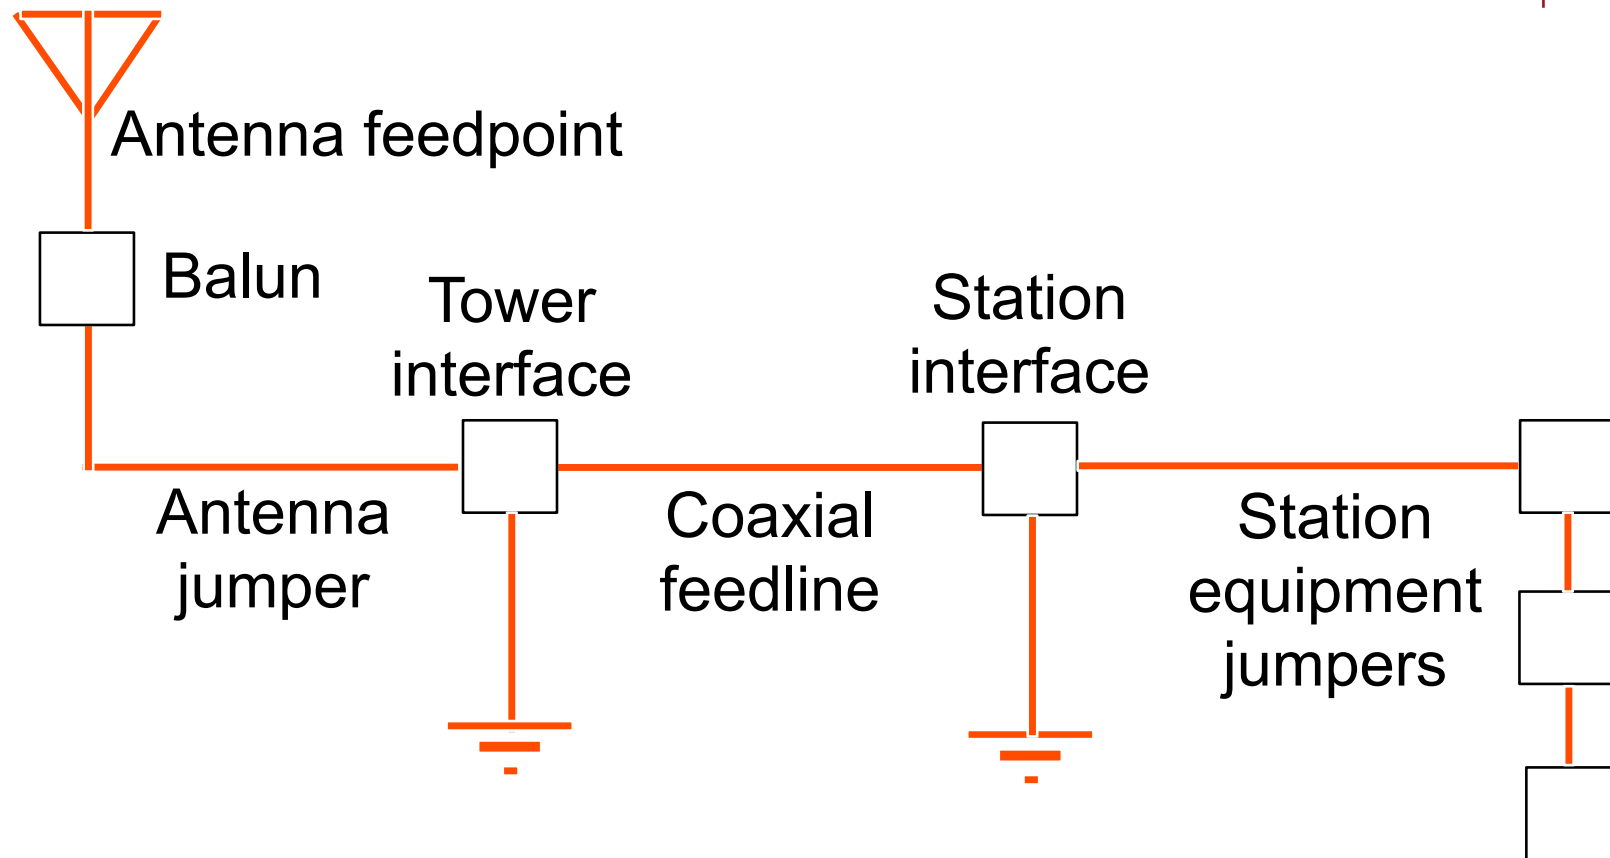 Antenna feedpoint
Balun
Tower
interface
Station
interface
Antenna
jumper
Coaxial
feedline
Station
equipment
jumpers